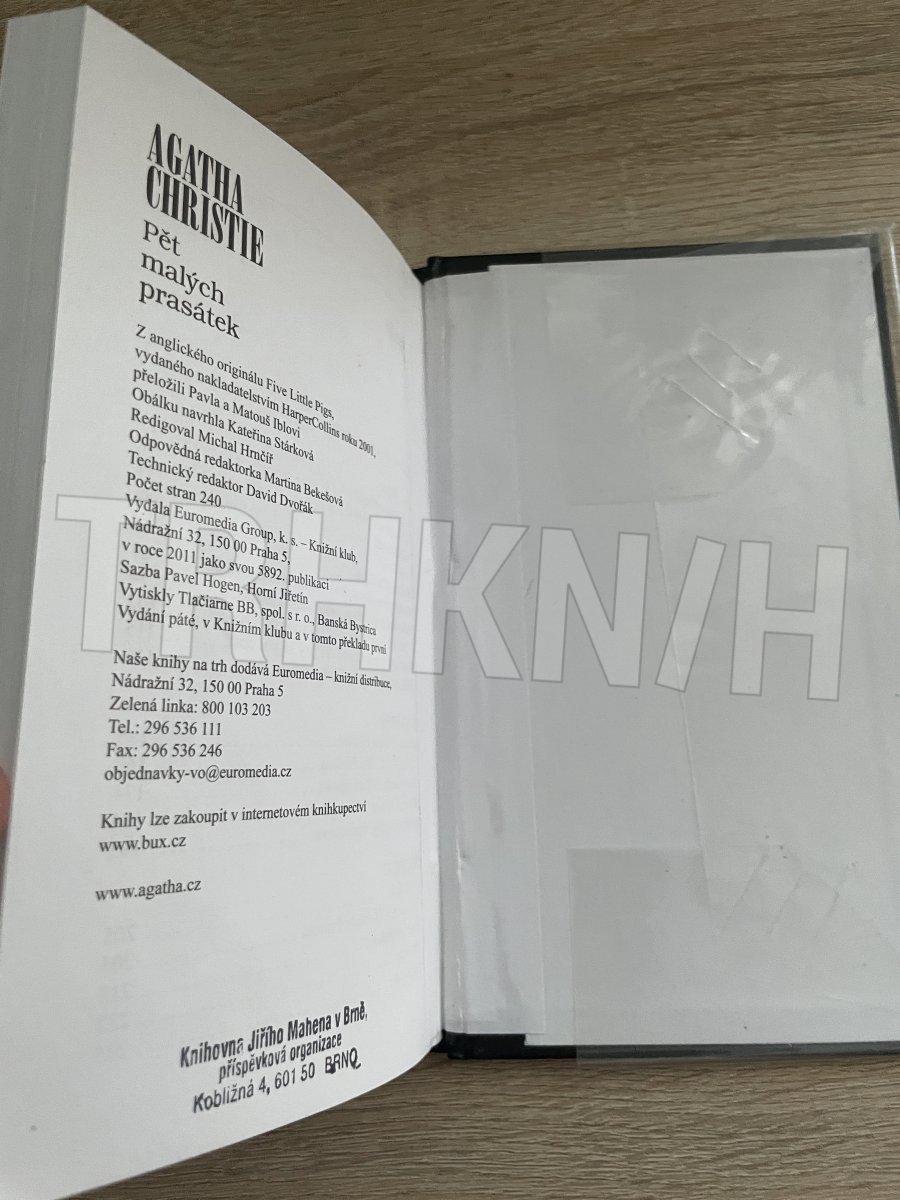 AGATHA
CHRISTIE
Pět
malých
prasátek
Z anglického originálu Five Little Pigs,
vydaného nakladatelstvím HarperCollins roku 2001,
přeložili Pavla a Matouš Iblovi
Obálku navrhla Kateřina Stárková
Redigoval Michal Hrnčíř
Odpovědná redaktorka Martina Bekešová
Technický redaktor David Dvořák
Počet stran 240
Vydala Euromedia Group, k. s. – Knižní klub,
Nádražní 32, 150 00 Praha 5,
v roce 2011 jako svou 5892. publikaci
Sazba Pavel Hogen, Horní Jiřetín
Vytiskly Tlačiarne BB, spol. s r. o., Banská Bystrica
Vydání páté, v Knižním klubu a v tomto překladu první
Naše knihy na trh dodává Euromedia – knižní distribuce,
Nádražní 32, 150 00 Praha 5
Zelená linka: 800 103 203
Tel.: 296 536 111
Fax: 296 536 246
objednavky-vo@euromedia.cz
Knihy lze zakoupit v internetovém knihkupectví
www.bux.cz
www.agatha.cz
Knihovna Jiřího Mahena v Brně,
příspěvková organizace
Kobližná 4, 601 50 BRNO
TRHKNIH